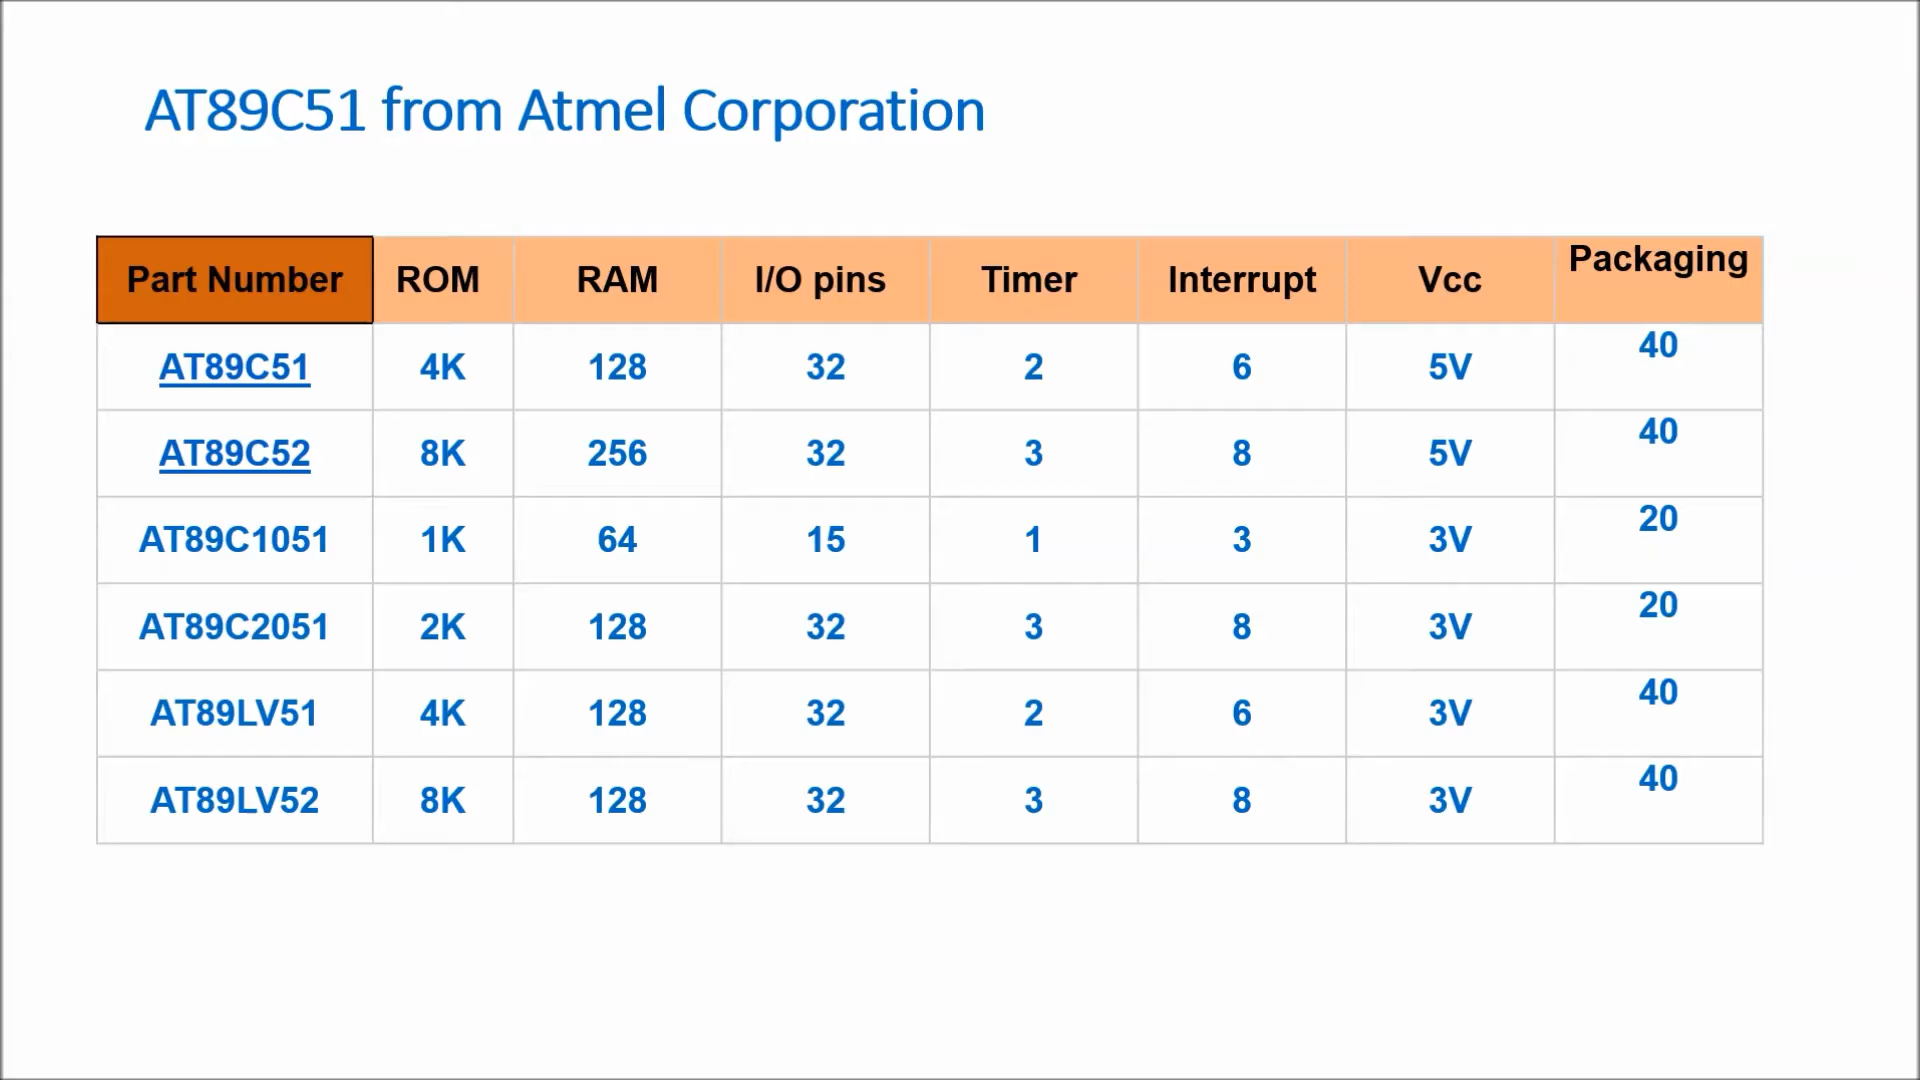 AT89C51 from Atmel Corporation
Part Number ROM RAM I/O pins Timer Interrupt Vcc Packaging
AT89C51 4K 128 32 2 6 5V 40
AT89C52 8K 256 32 3 8 5V 40
AT89C1051 1K 64 15 1 3 3V 20
AT89C2051 2K 128 32 3 8 3V 20
AT89LV51 4K 128 32 2 6 3V 40
AT89LV52 8K 128 32 3 8 3V 40